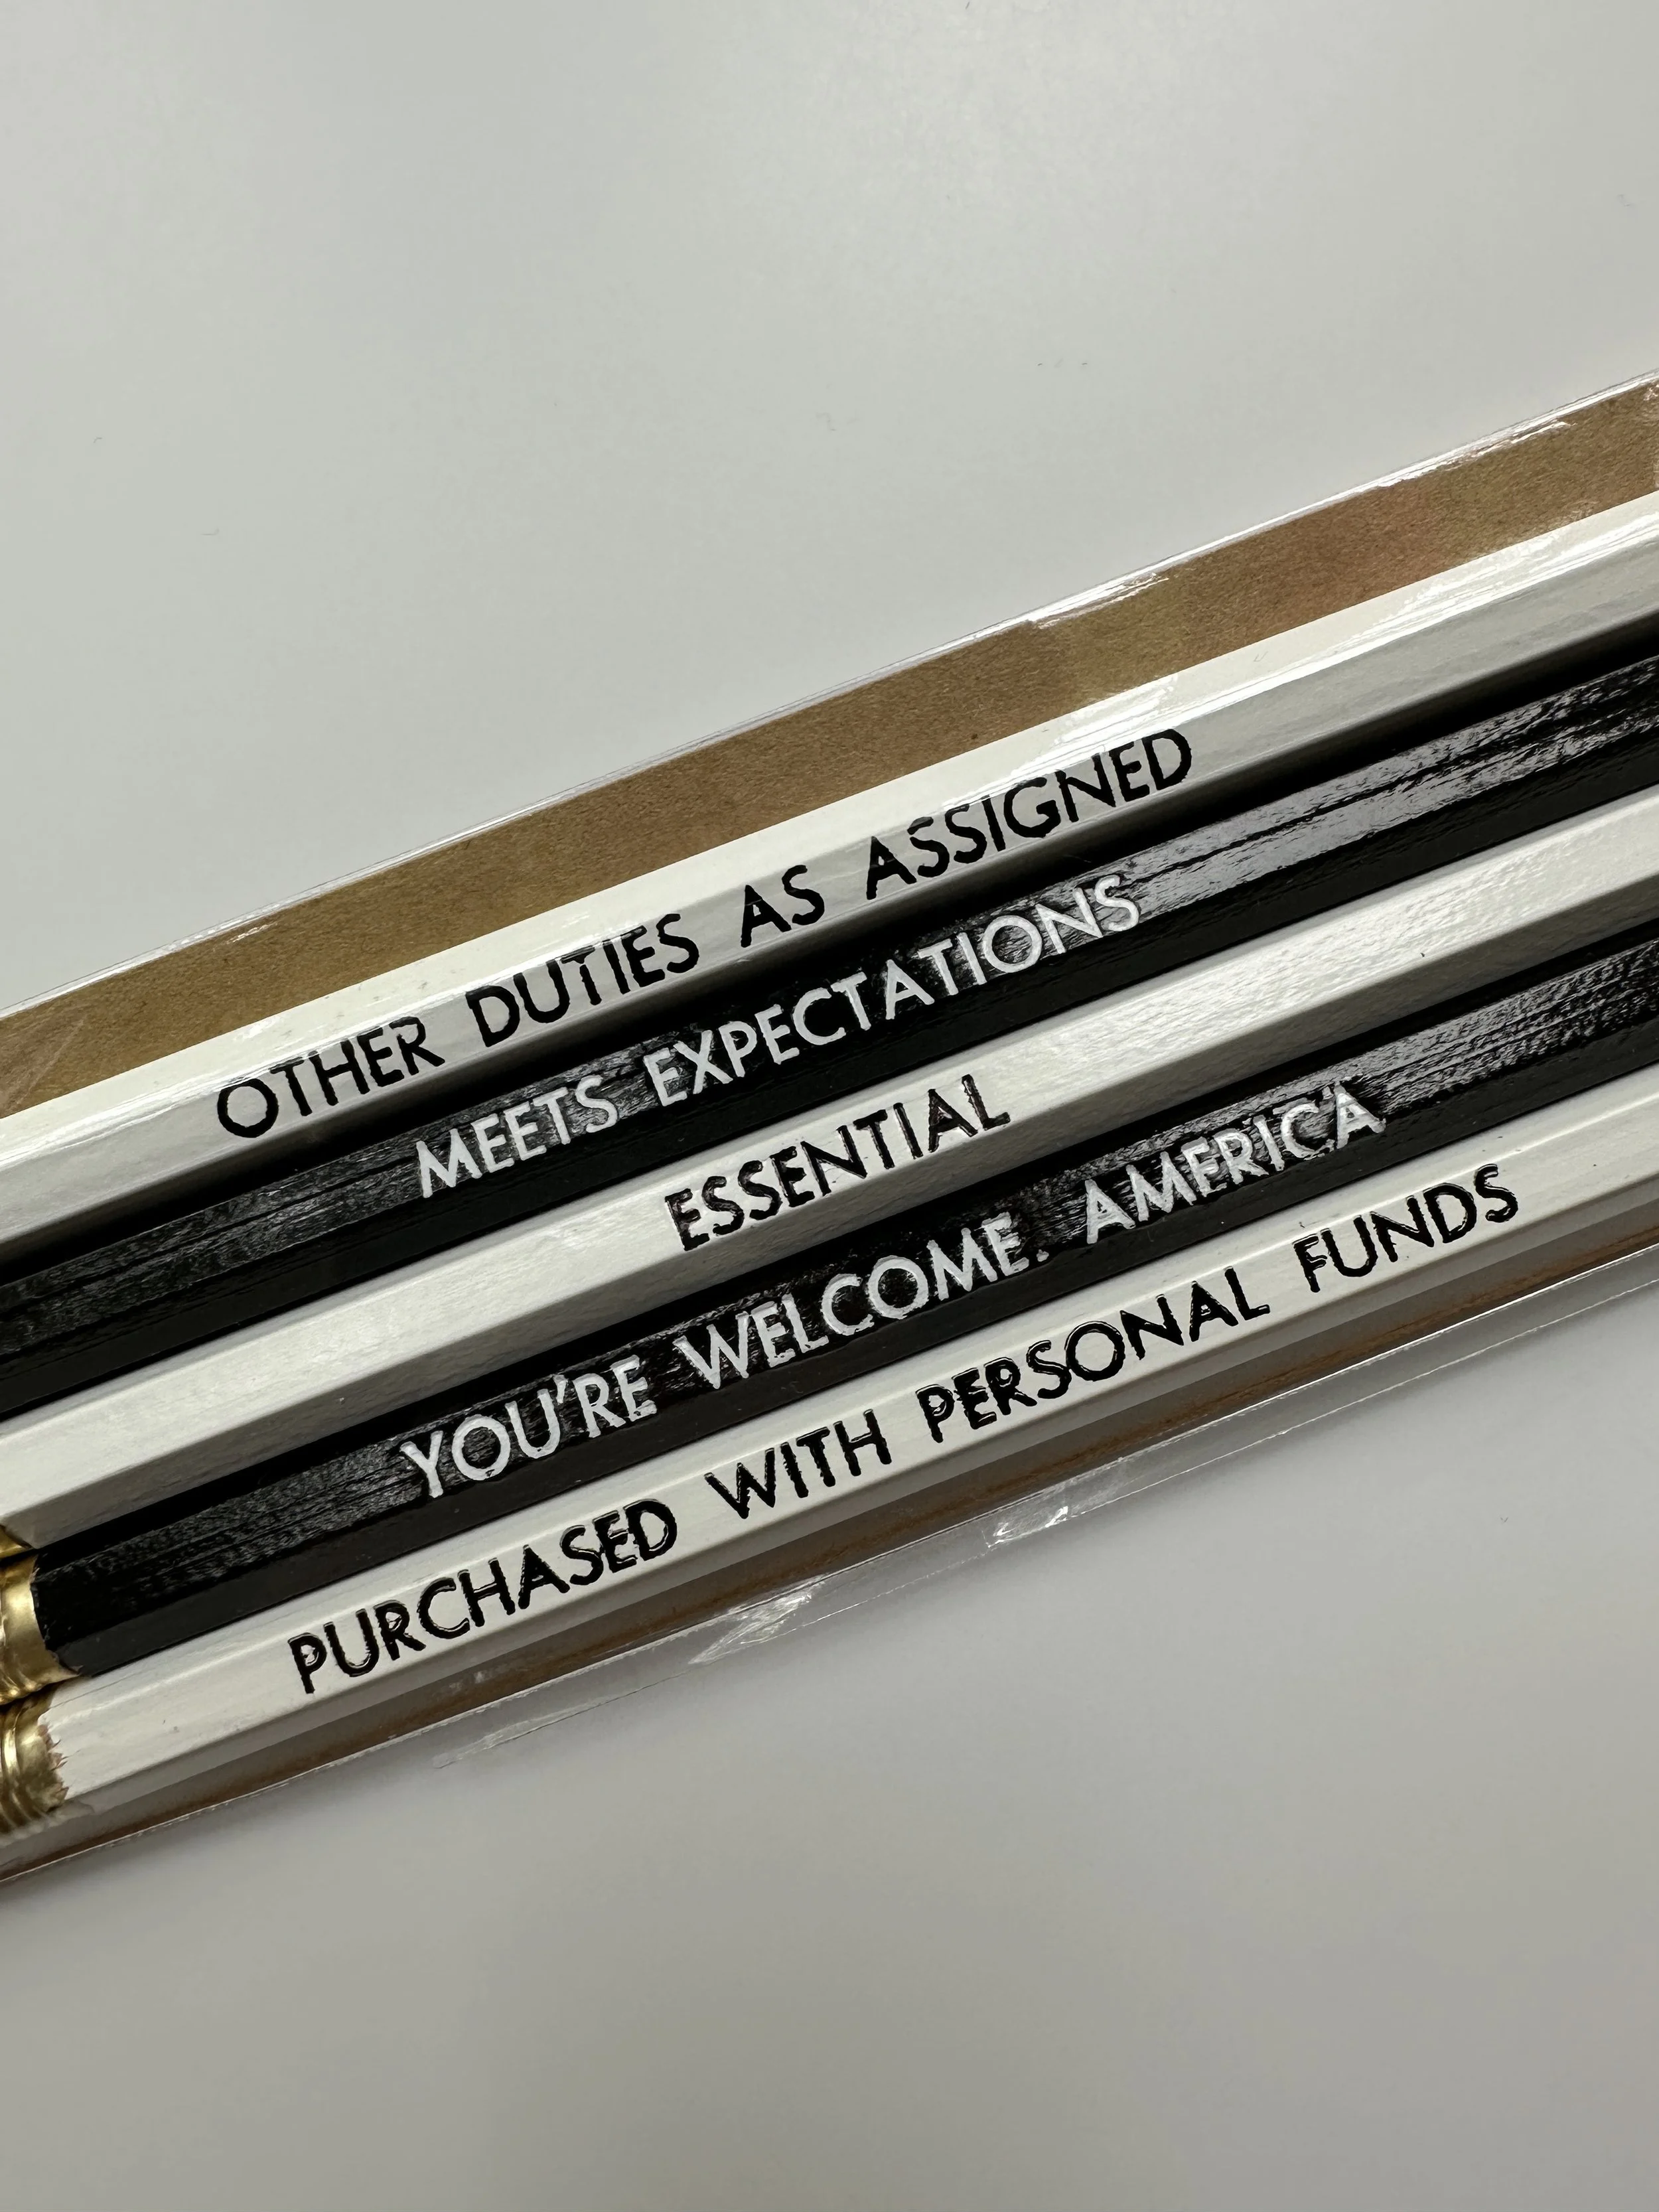 OTHER DUTIES AS ASSIGNED
MEETS EXPECTATIONS
ESSENTIAL
YOU'RE WELCOME. AMERICA
PURCHASED WITH PERSONAL FUNDS